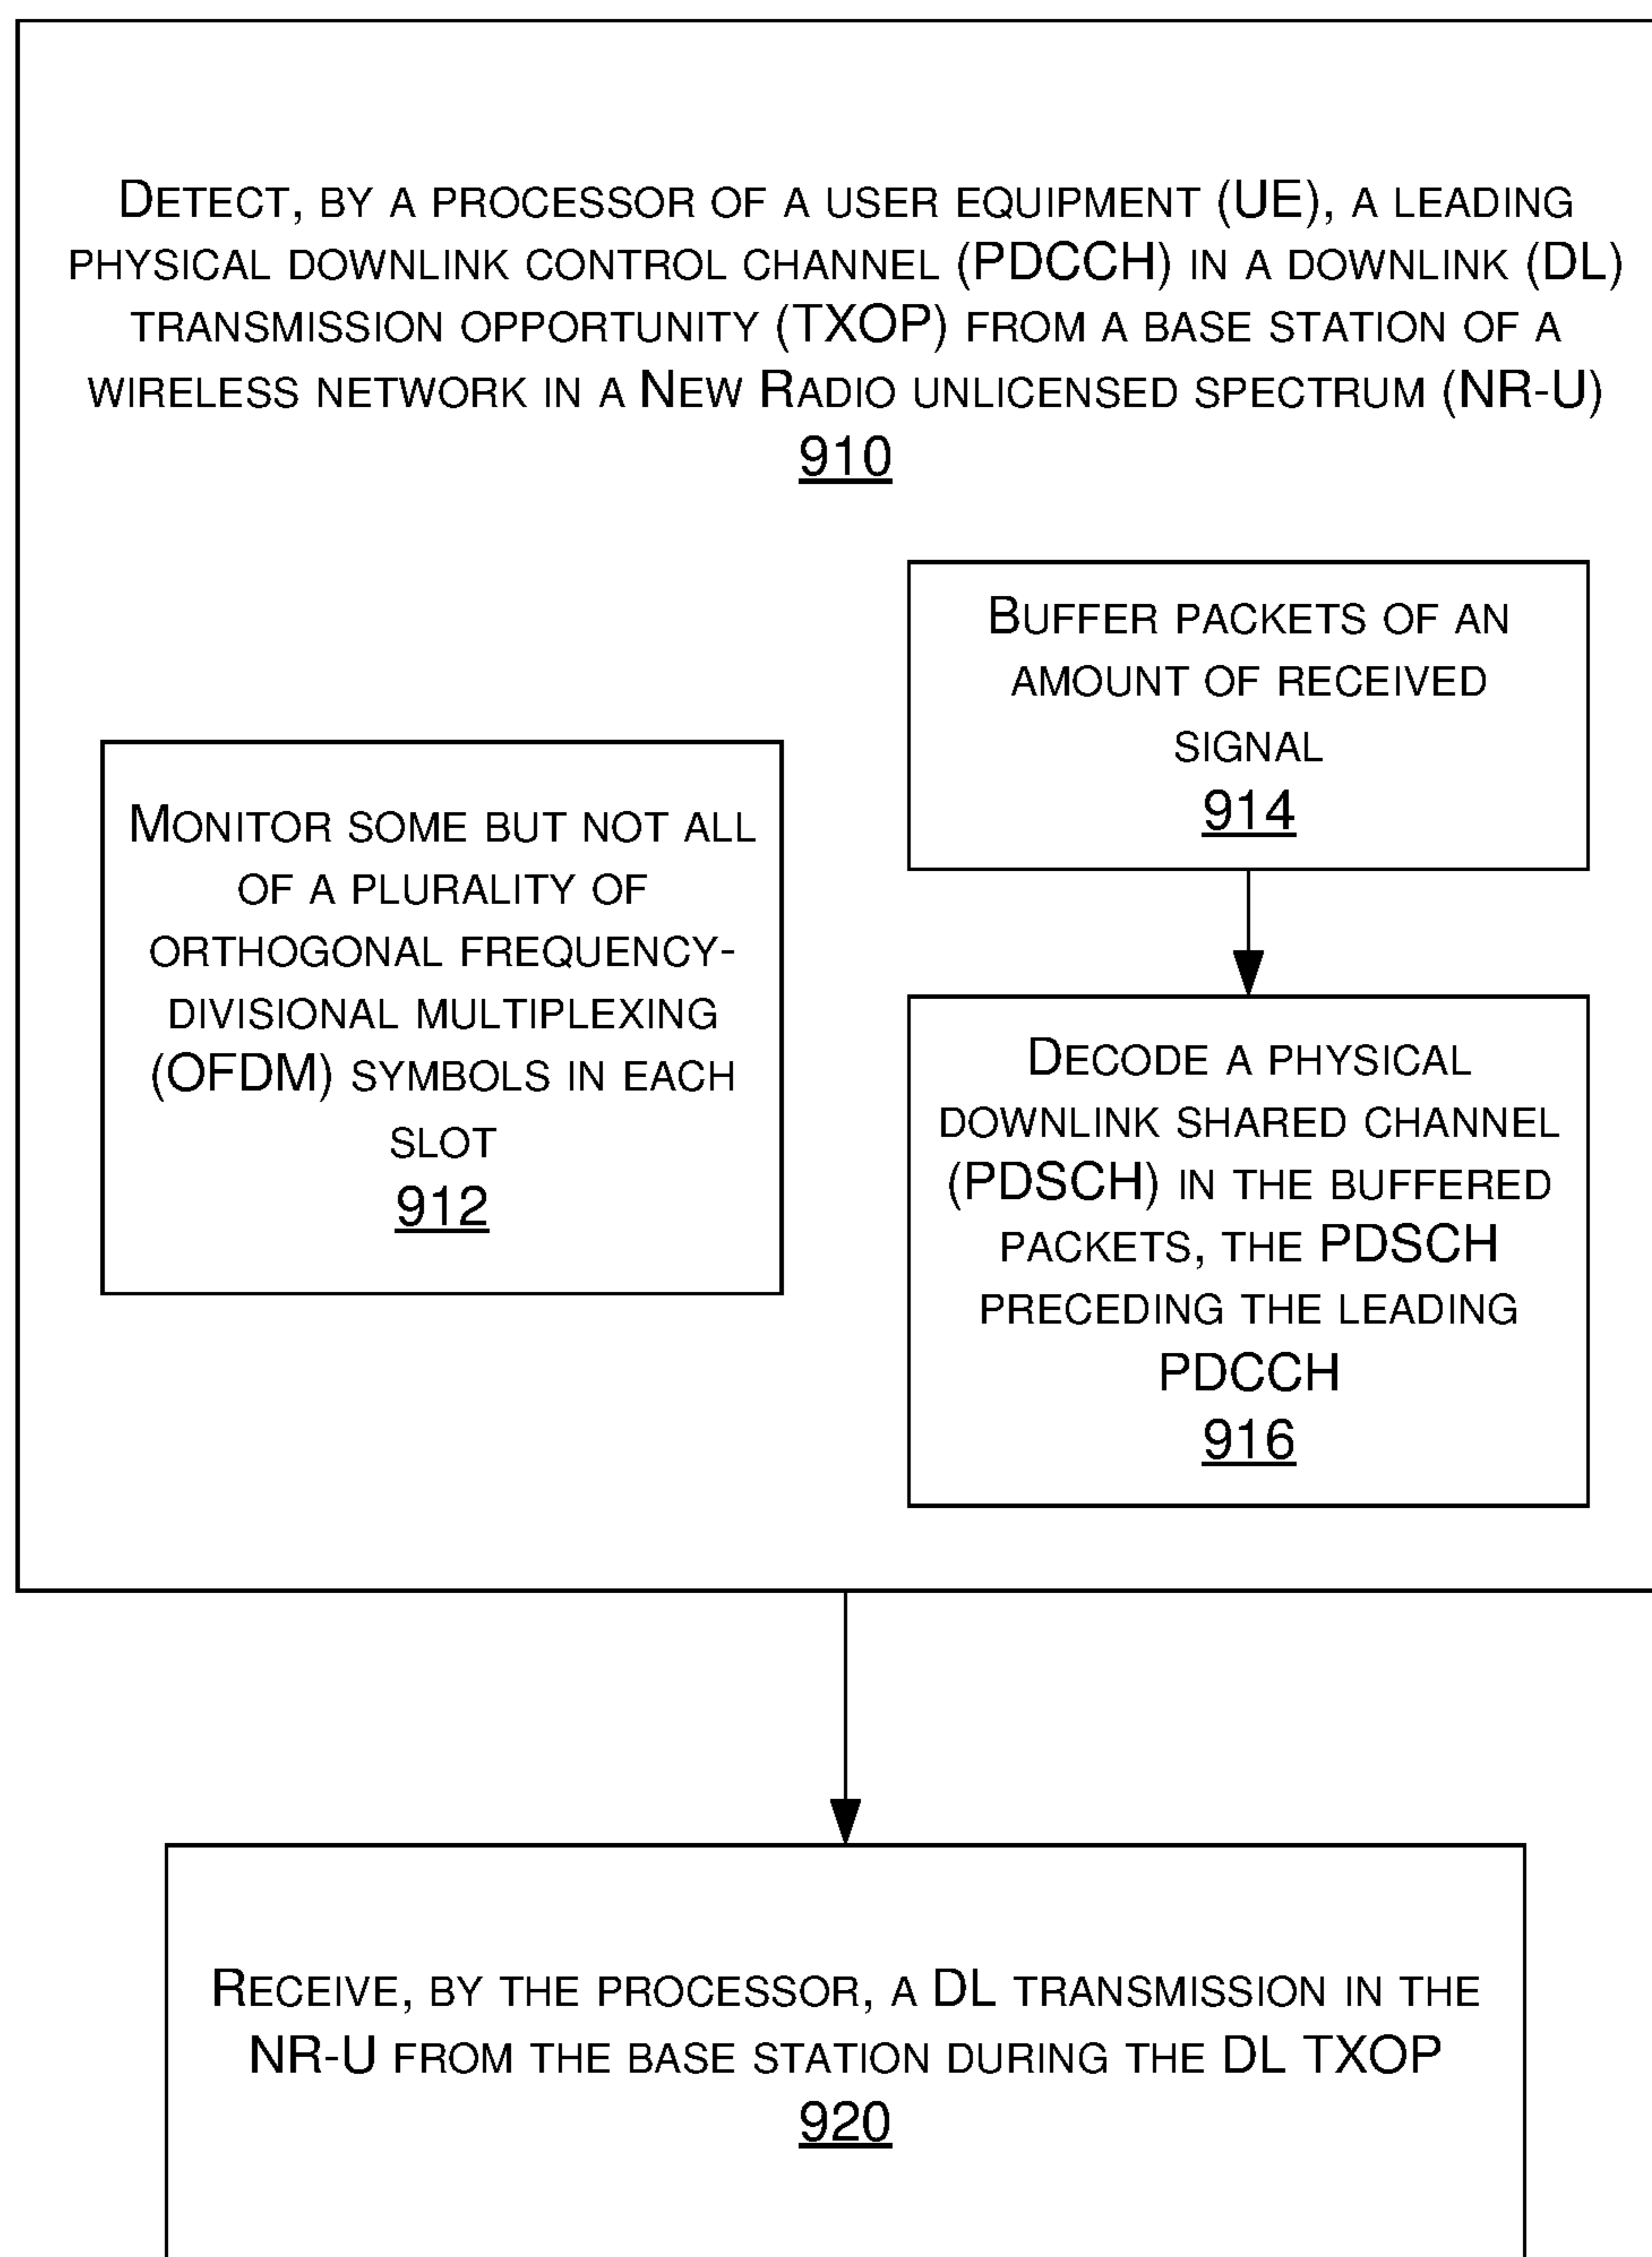 DETECT, BY A PROCESSOR OF A USER EQUIPMENT (UE), A LEADING
PHYSICAL DOWNLINK CONTROL CHANNEL (PDCCH) IN A DOWNLINK (DL)
TRANSMISSION OPPORTUNITY (TXOP) FROM A BASE STATION OF A
WIRELESS NETWORK IN A NEW RADIO UNLICENSED SPECTRUM (NR-U)
910
MONITOR SOME BUT NOT ALL
OF A PLURALITY OF
ORTHOGONAL FREQUENCY-
DIVISIONAL MULTIPLEXING
(OFDM) SYMBOLS IN EACH
SLOT
912
BUFFER PACKETS OF AN
AMOUNT OF RECEIVED
SIGNAL
914
DECODE A PHYSICAL
DOWNLINK SHARED CHANNEL
(PDSCH) IN THE BUFFERED
PACKETS, THE PDSCH
PRECEDING THE LEADING
PDCCH
916
RECEIVE, BY THE PROCESSOR, A DL TRANSMISSION IN THE
NR-U FROM THE BASE STATION DURING THE DL TXOP
920